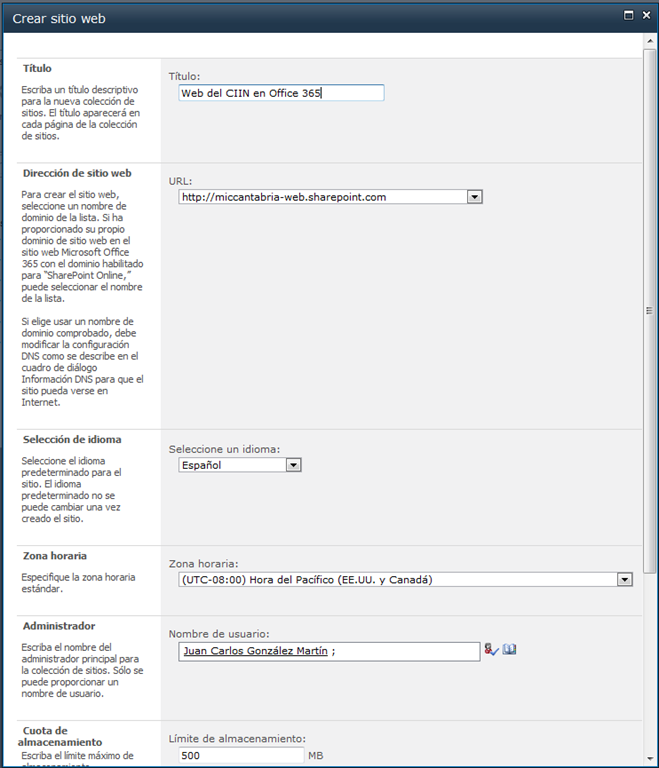 Crear sitio web
Título
Escriba un título descriptivo
para la nueva colección de
sitios. El título aparecerá en
cada página de la colección
de sitios.
Título:
Web del CIIN en Office 365
Dirección de sitio web
Para crear el sitio web,
seleccione un nombre de
dominio de la lista. Si ha
proporcionado su propio
dominio de sitio web en el
sitio web Microsoft Office
365 con el dominio habilitado
para “SharePoint Online,”
puede seleccionar el nombre
de la lista.
Si elige usar un nombre de
dominio comprobado, debe
modificar la configuración
DNS como se describe en el
cuadro de diálogo
Información DNS para que el
sitio pueda verse en
Internet.
URL:
http://miccantabria-web.sharepoint.com
Selección de idioma
Seleccione el idioma
predeterminado para el
sitio. El idioma
predeterminado no se
puede cambiar una vez
creado el sitio.
Seleccione un idioma:
Español
Zona horaria
Especifique la zona horaria
estándar.
Zona horaria:
(UTC-08:00) Hora del Pacífico (EE.UU. y Canadá)
Administrador
Escriba el nombre del
administrador principal para
la colección de sitios. Sólo se
puede proporcionar un
nombre de usuario.
Nombre de usuario:
Juan Carlos González Martín ;
Cuota de
almacenamiento
Escriba el límite máximo de
Límite de almacenamiento:
500 MB